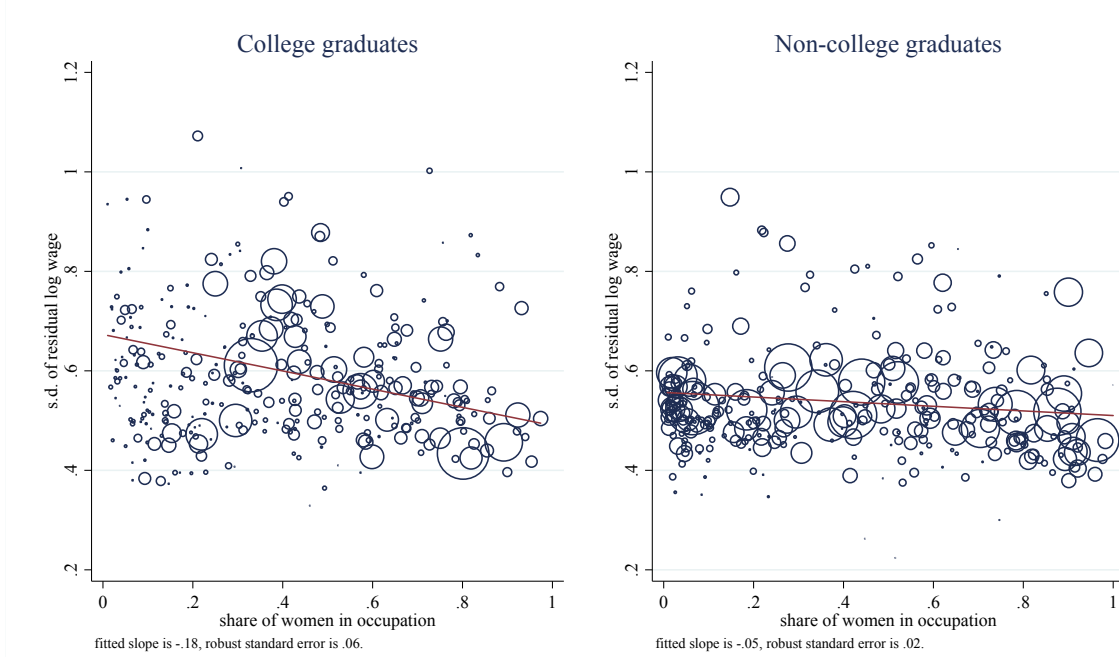 College graduates
1.2
1
.8
.6
.4
.2
s.d. of residual log wage
0 .2 .4 .6 .8 1
share of women in occupation
fitted slope is -.18, robust standard error is .06.
Non-college graduates
1.2
1
.8
.6
.4
.2
s.d. of residual log wage
0 .2 .4 .6 .8 1
share of women in occupation
fitted slope is -.05, robust standard error is .02.